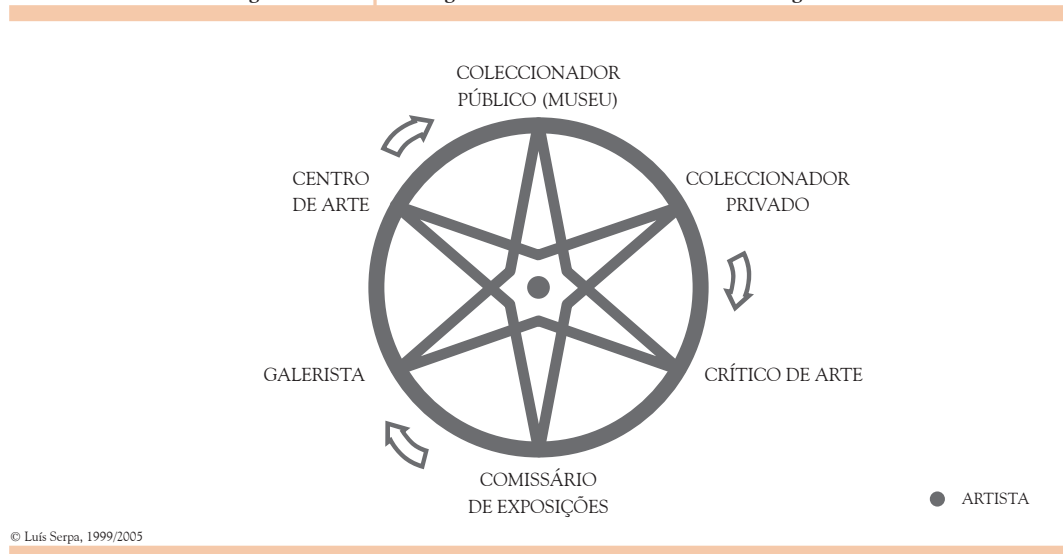 COLECCIONADOR
PÚBLICO (MUSEU)
CENTRO
DE ARTE
COLECCIONADOR
PRIVADO
GALERISTA
CRÍTICO DE ARTE
COMISSÁRIO
DE EXPOSIÇÕES
ARTISTA
© Luís Serpa, 1999/2005